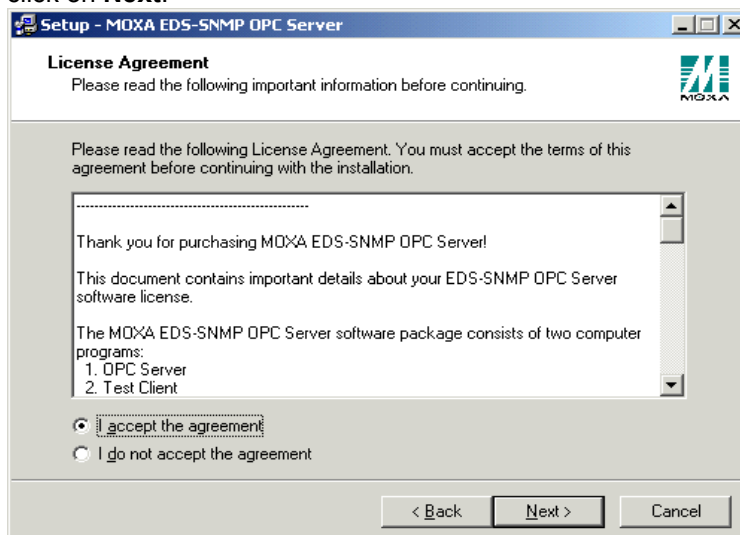 click on Next.
Setup - MOXA EDS-SNMP OPC Server
License Agreement
Please read the following important information before continuing.
MOXA
Please read the following License Agreement. You must accept the terms of this
agreement before continuing with the installation.
--------------------------------------------------
Thank you for purchasing MOXA EDS-SNMP OPC Server!
This document contains important details about your EDS-SNMP OPC Server
software license.
The MOXA EDS-SNMP OPC Server software package consists of two computer
programs:
1. OPC Server
2. Test Client
I accept the agreement
I do not accept the agreement
< Back
Next >
Cancel